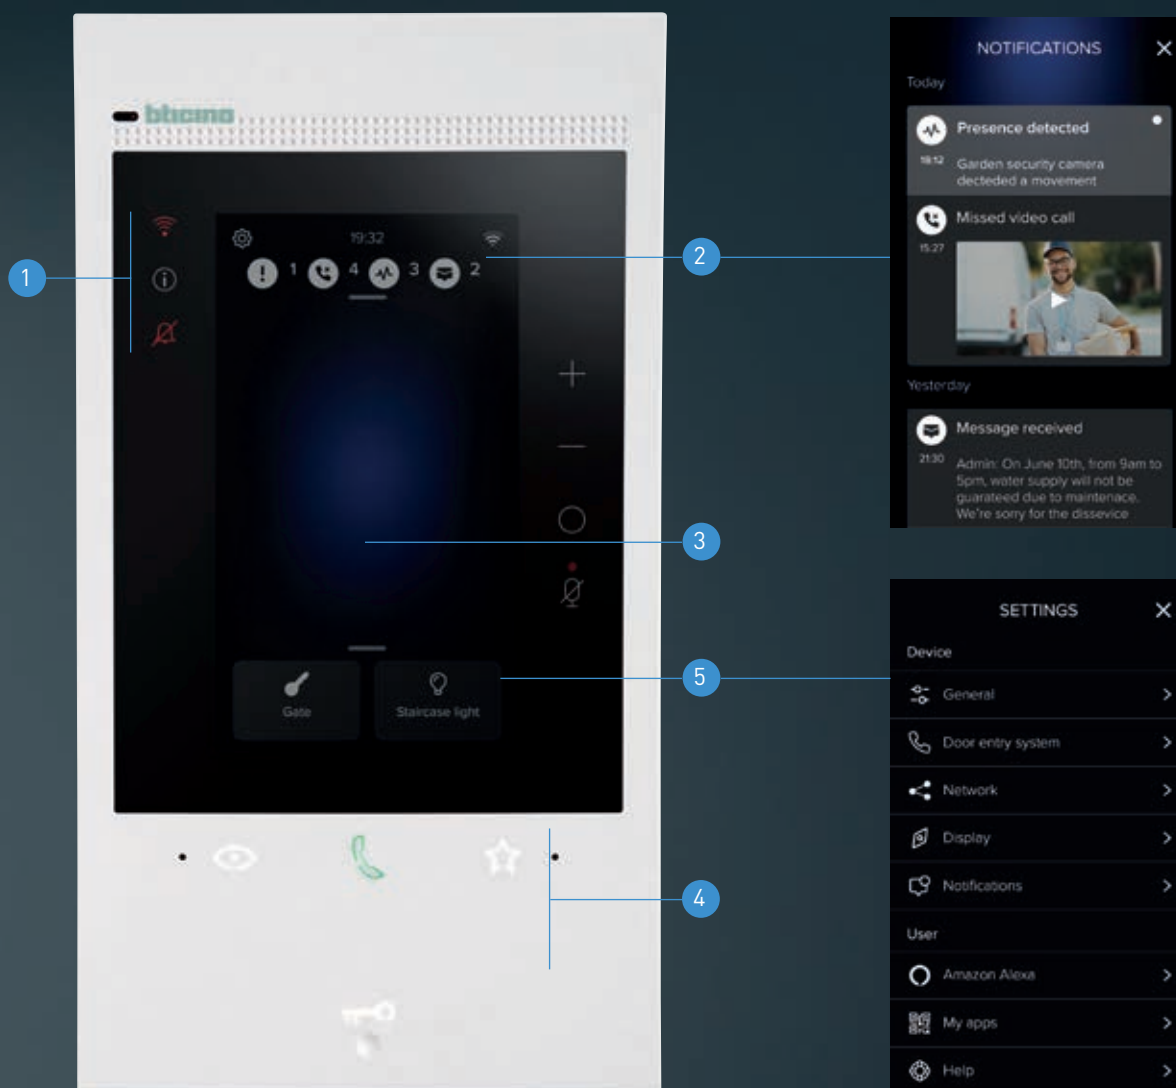 bticino
19:32
1 4 3 2
Gate
Staircase light
1
2
3
4
5
NOTIFICATIONS
Today
Presence detected
19:12
Garden security camera
decteded a movement
Missed video call
15:27
Yesterday
Message received
21:30
Admin: On June 10th, from 9am to
5pm, water supply will not be
guarateed due to maintenace.
We're sorry for the dissevice
SETTINGS
Device
General
Door entry system
Network
Display
Notifications
User
Amazon Alexa
My apps
Help